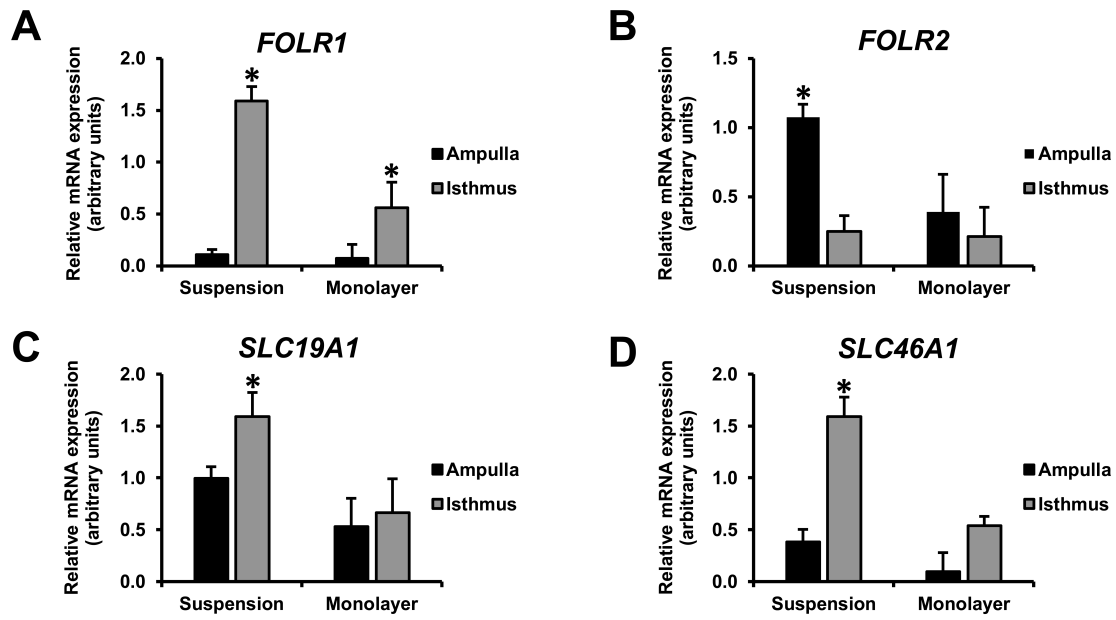 A
FOLR1
Relative mRNA expression
(arbitrary units)
2.0
1.5
1.0
0.5
0.0
*
*
Suspension
Monolayer
Ampulla
Isthmus
B
FOLR2
Relative mRNA expression
(arbitrary units)
1.5
1.0
0.5
0.0
*
Suspension
Monolayer
Ampulla
Isthmus
C
SLC19A1
Relative mRNA expression
(arbitrary units)
2.0
1.5
1.0
0.5
0.0
*
Suspension
Monolayer
Ampulla
Isthmus
D
SLC46A1
Relative mRNA expression
(arbitrary units)
2.0
1.5
1.0
0.5
0.0
*
Suspension
Monolayer
Ampulla
Isthmus